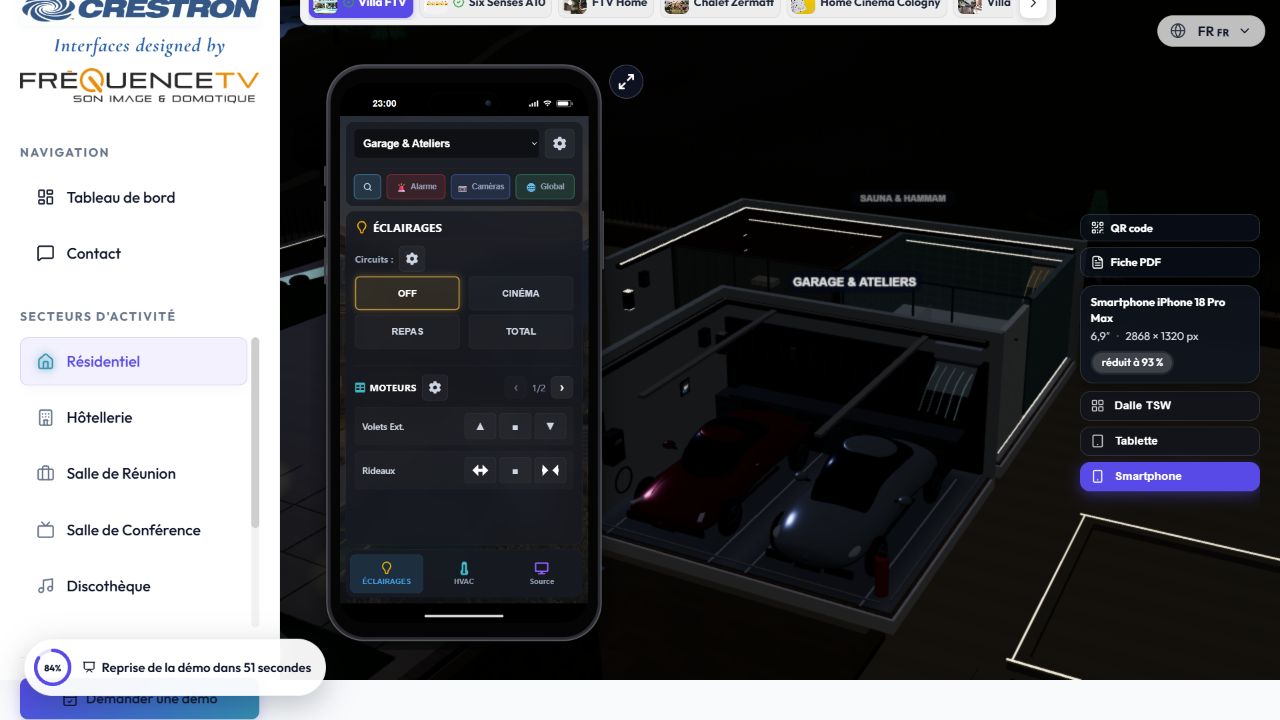 CRESTRON
Interfaces designed by
FRÉQUENCETV
SON IMAGE & DOMOTIQUE
NAVIGATION
Tableau de bord
Contact
SECTEURS D'ACTIVITÉ
Résidentiel
Hôtellerie
Salle de Réunion
Salle de Conférence
Discothèque
84%
Reprise de la démo dans 51 secondes
Demander une démo
Villa FTV
Six Senses A10
FTV Home
Chalet Zermatt
Home Cinema Cologny
Villa
FR FR
23:00
Garage & Ateliers
Alarme
Caméras
Global
ÉCLAIRAGES
Circuits :
OFF
CINÉMA
REPAS
TOTAL
MOTEURS
1/2
Volets Ext.
Rideaux
ÉCLAIRAGES
HVAC
Source
SAUNA & HAMMAM
GARAGE & ATELIERS
QR code
Fiche PDF
Smartphone iPhone 18 Pro
Max
6,9" · 2868 × 1320 px
réduit à 93 %
Dalle TSW
Tablette
Smartphone